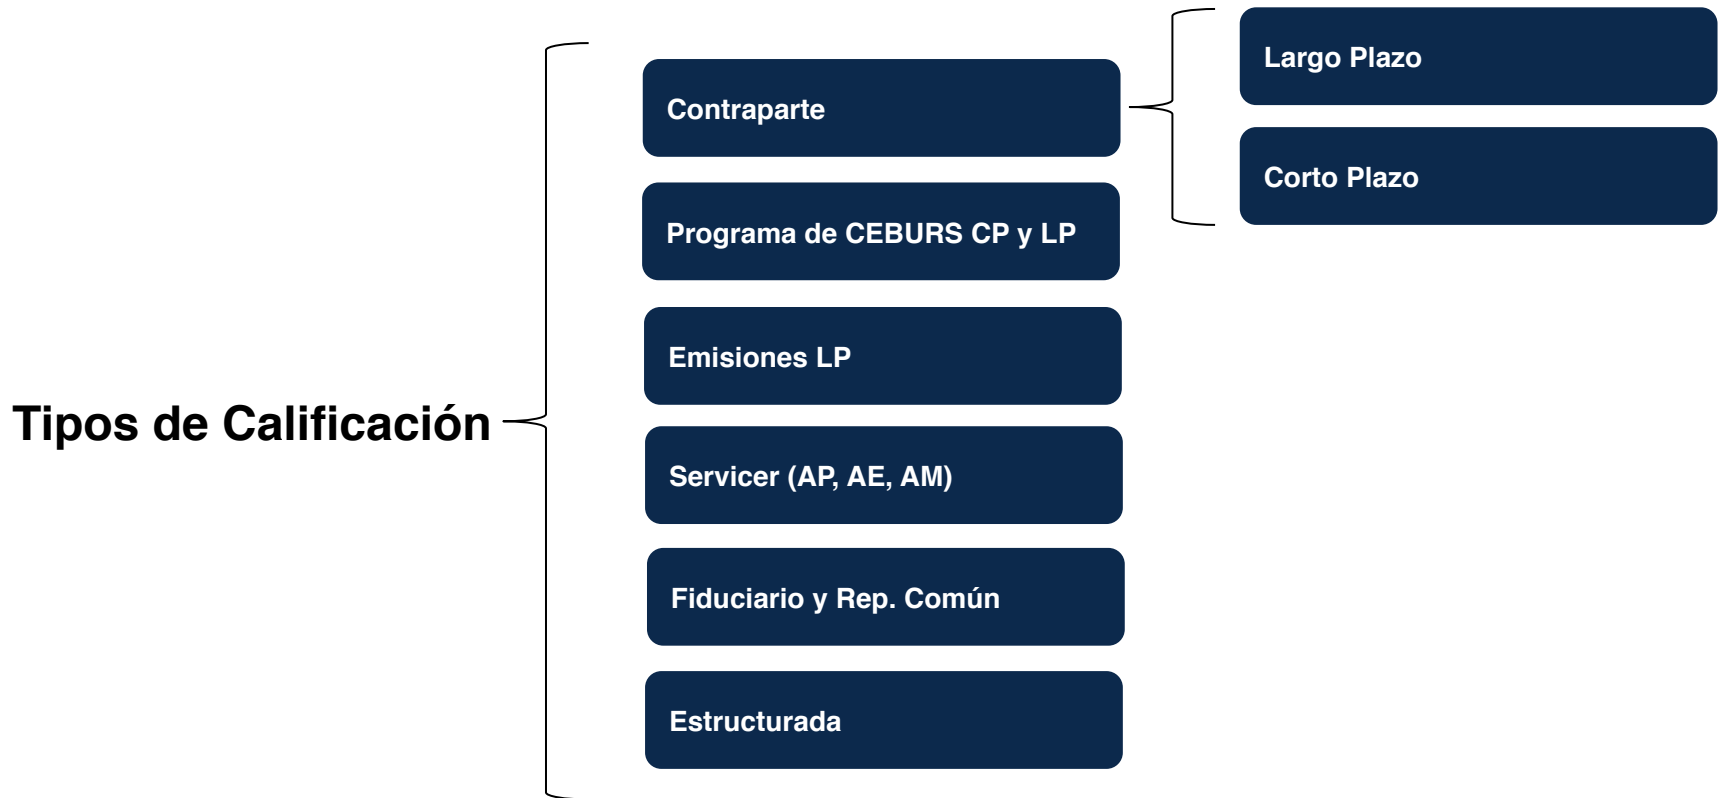 Tipos de Calificación
Contraparte
Largo Plazo
Corto Plazo
Programa de CEBURS CP y LP
Emisiones LP
Servicer (AP, AE, AM)
Fiduciario y Rep. Común
Estructurada